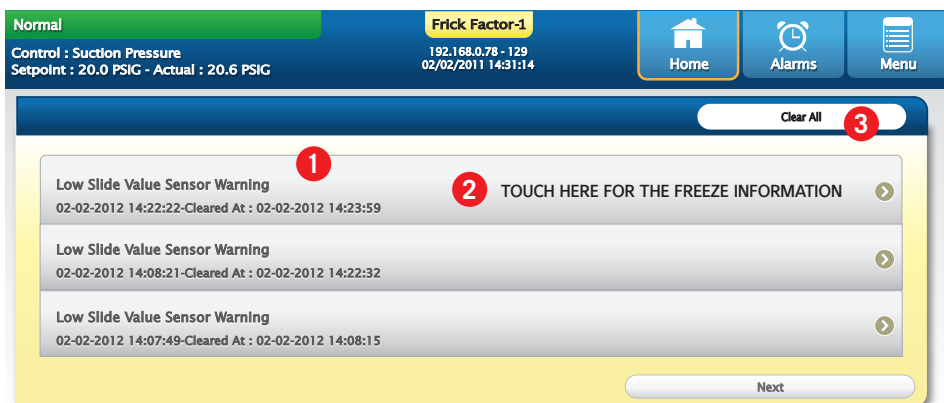 Normal
Control : Suction Pressure
Setpoint : 20.0 PSIG - Actual : 20.6 PSIG
Frick Factor-1
192.168.0.78 - 129
02/02/2011 14:31:14
Home
Alarms
Menu
Clear All
3
1
Low Slide Value Sensor Warning
02-02-2012 14:22:22-Cleared At : 02-02-2012 14:23:59
2
TOUCH HERE FOR THE FREEZE INFORMATION
Low Slide Value Sensor Warning
02-02-2012 14:08:21-Cleared At : 02-02-2012 14:22:32
Low Slide Value Sensor Warning
02-02-2012 14:07:49-Cleared At : 02-02-2012 14:08:15
Next